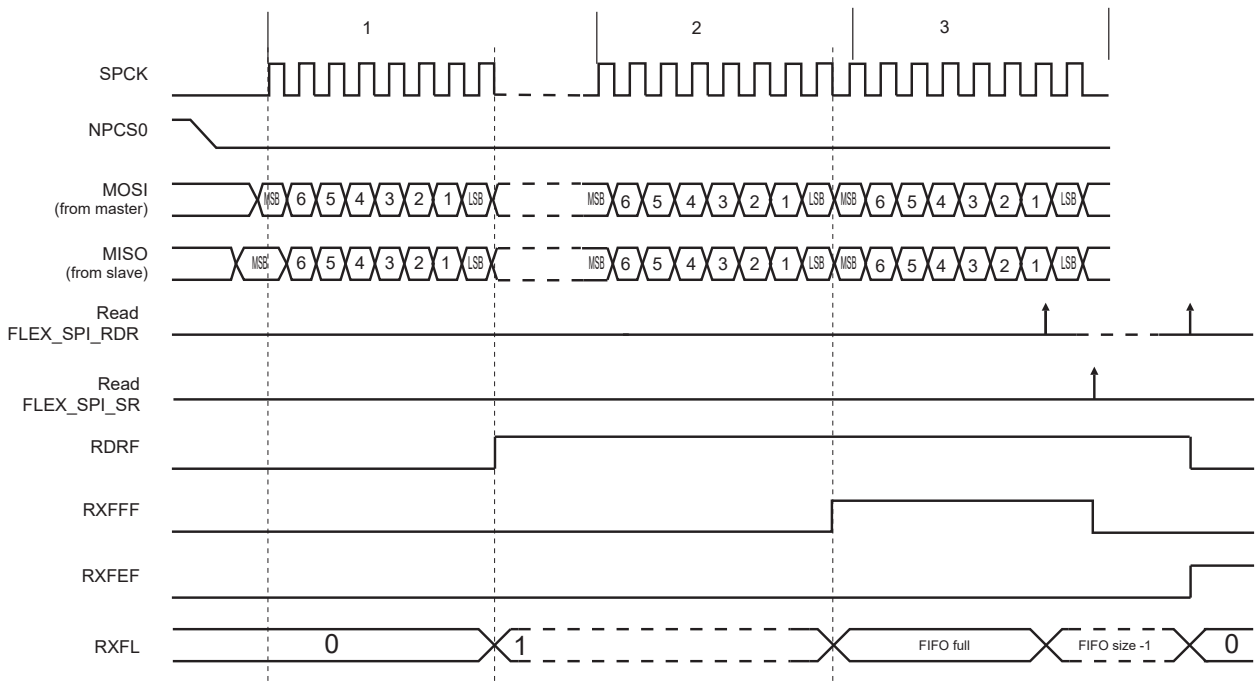 1 2 3
SPCK
NPCS0
MOSI MSB 6 5 4 3 2 1 LSB MSB 6 5 4 3 2 1 LSB MSB 6 5 4 3 2 1 LSB
(from master)
MISO MSB 6 5 4 3 2 1 LSB MSB 6 5 4 3 2 1 LSB MSB 6 5 4 3 2 1 LSB
(from slave)
Read
FLEX_SPI_RDR
Read
FLEX_SPI_SR
RDRF
RXFFF
RXFEF
RXFL 0 1 FIFO full FIFO size -1 0